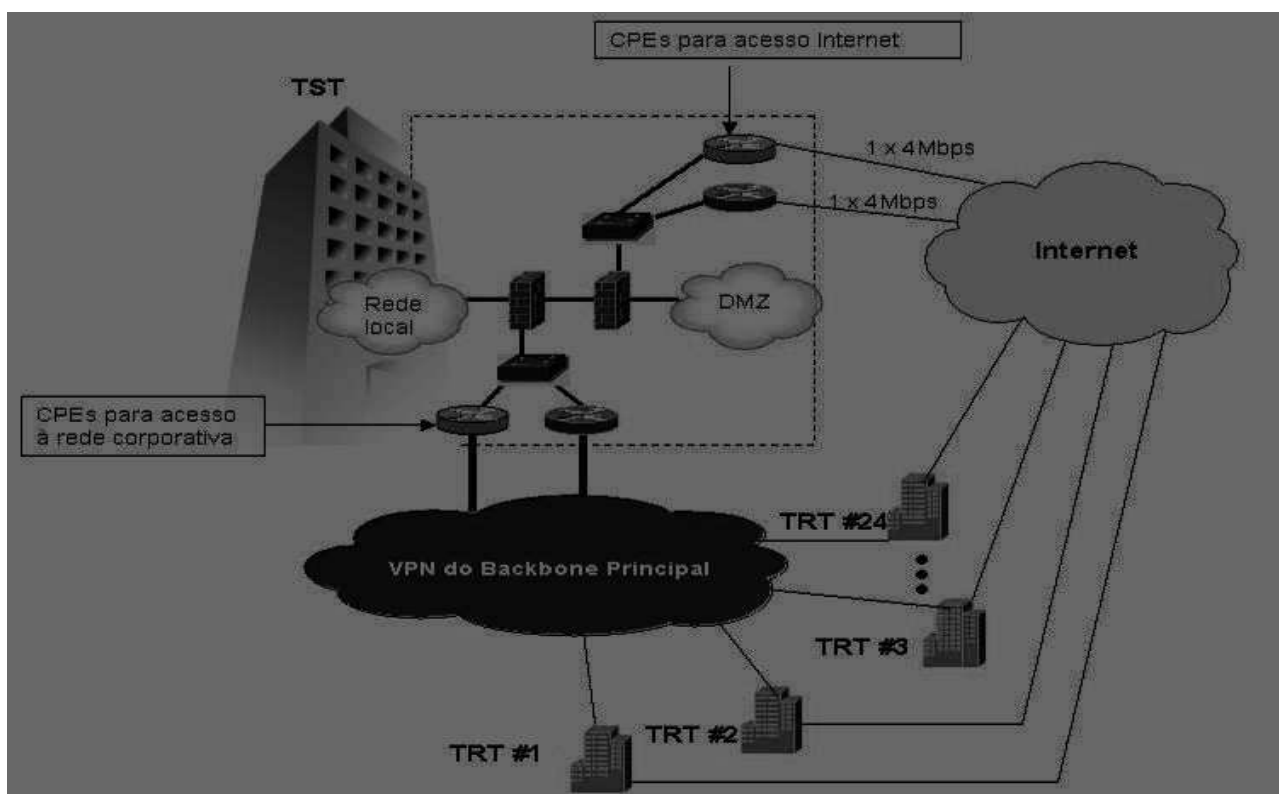 CPEs para acesso Internet
TST
1 x 4Mbps
1 x 4Mbps
Internet
Rede
local
DMZ
CPEs para acesso
à rede corporativa
TRT #24
VPN do Backbone Principal
TRT #3
TRT #2
TRT #1